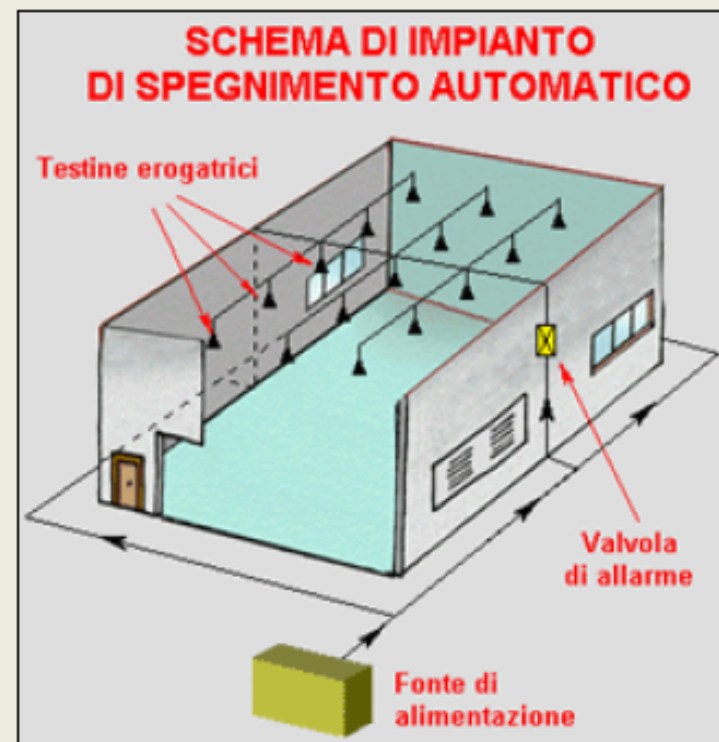 SCHEMA DI IMPIANTO
DI SPEGNIMENTO AUTOMATICO
Testine erogatrici
Valvola
di allarme
Fonte di
alimentazione